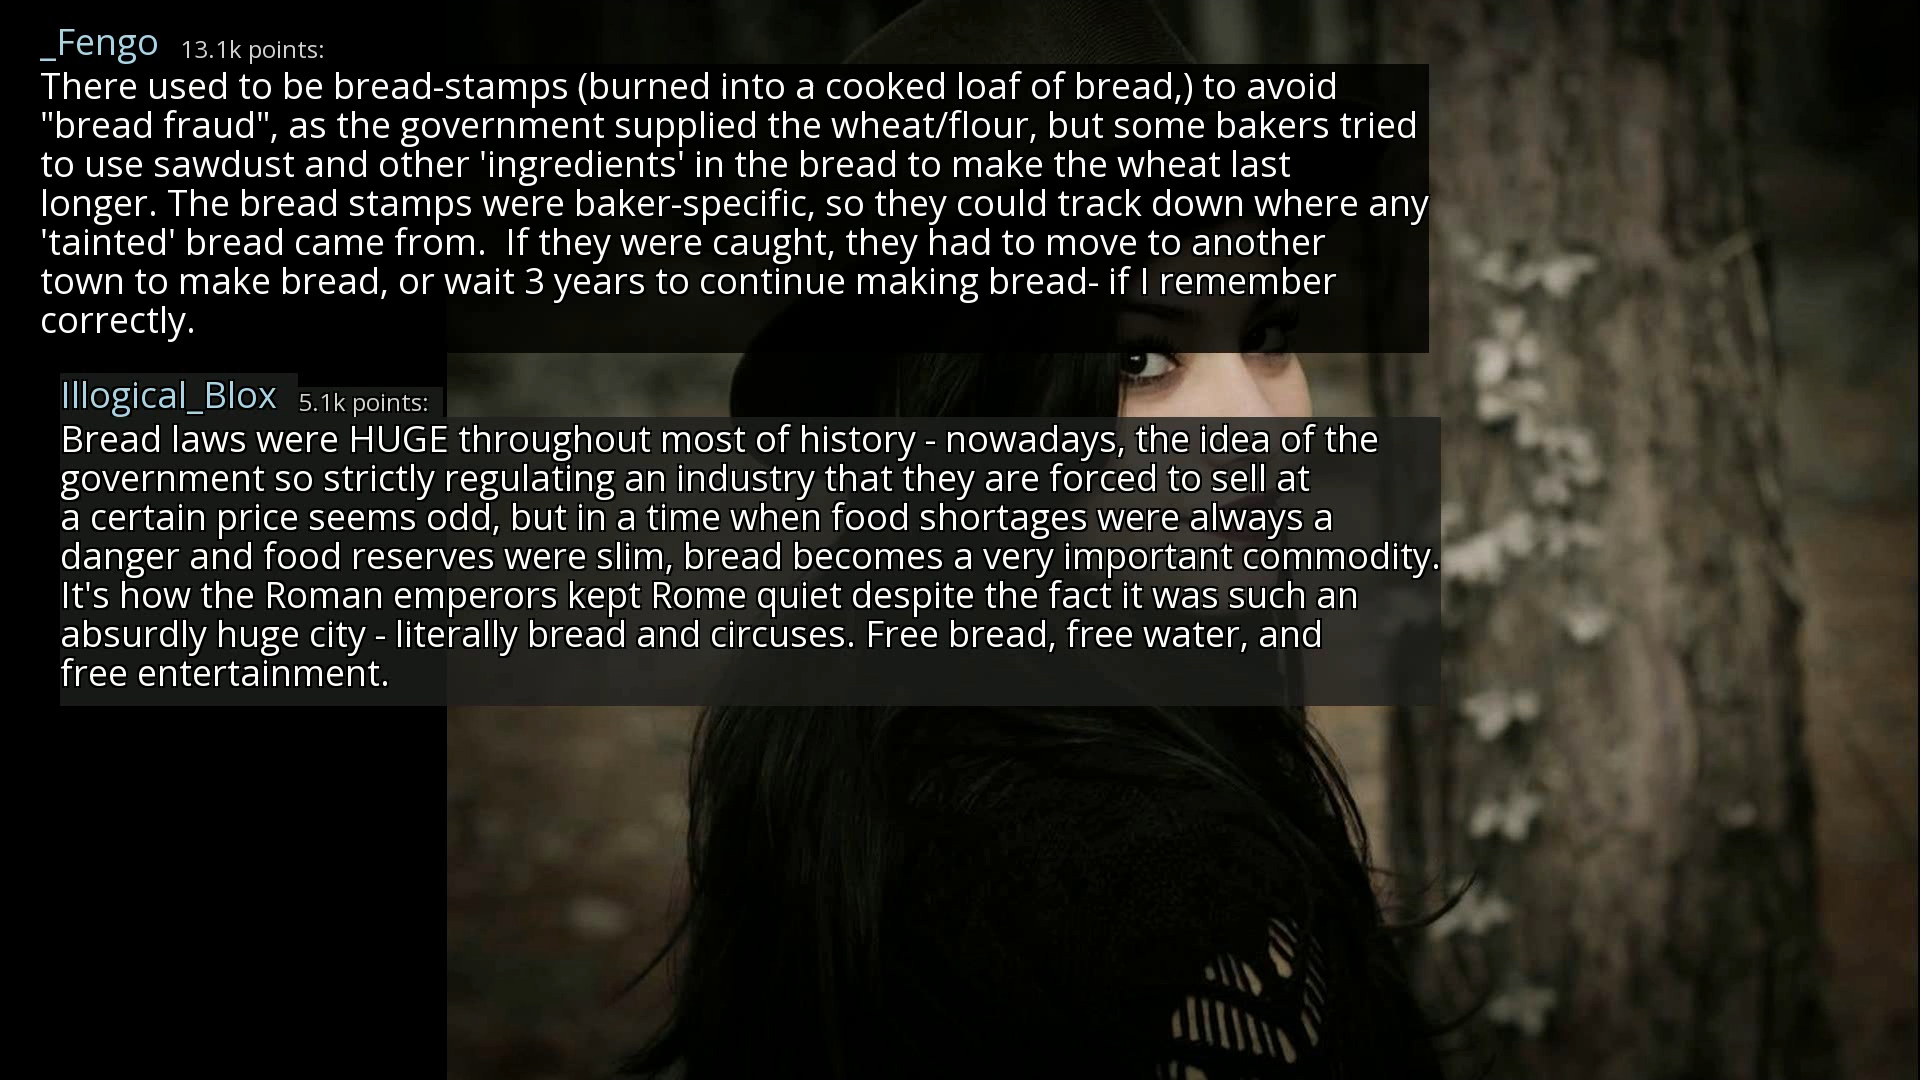 _Fengo 13.1k points:
There used to be bread-stamps (burned into a cooked loaf of bread,) to avoid
"bread fraud", as the government supplied the wheat/flour, but some bakers tried
to use sawdust and other 'ingredients' in the bread to make the wheat last
longer. The bread stamps were baker-specific, so they could track down where any
'tainted' bread came from.  If they were caught, they had to move to another
town to make bread, or wait 3 years to continue making bread- if I remember
correctly.
Illogical_Blox 5.1k points:
Bread laws were HUGE throughout most of history - nowadays, the idea of the
government so strictly regulating an industry that they are forced to sell at
a certain price seems odd, but in a time when food shortages were always a
danger and food reserves were slim, bread becomes a very important commodity.
It's how the Roman emperors kept Rome quiet despite the fact it was such an
absurdly huge city - literally bread and circuses. Free bread, free water, and
free entertainment.